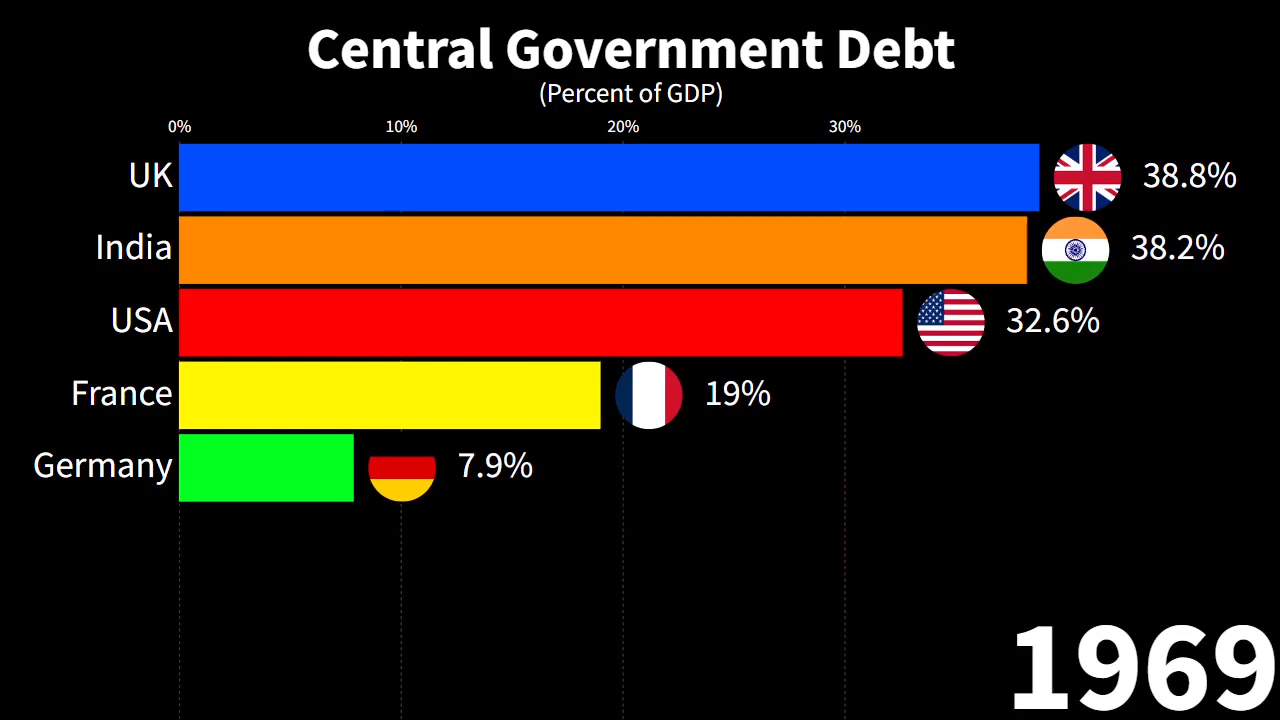 Central Government Debt
(Percent of GDP)
0% 10% 20% 30%
UK 38.8%
India 38.2%
USA 32.6%
France 19%
Germany 7.9%
1969